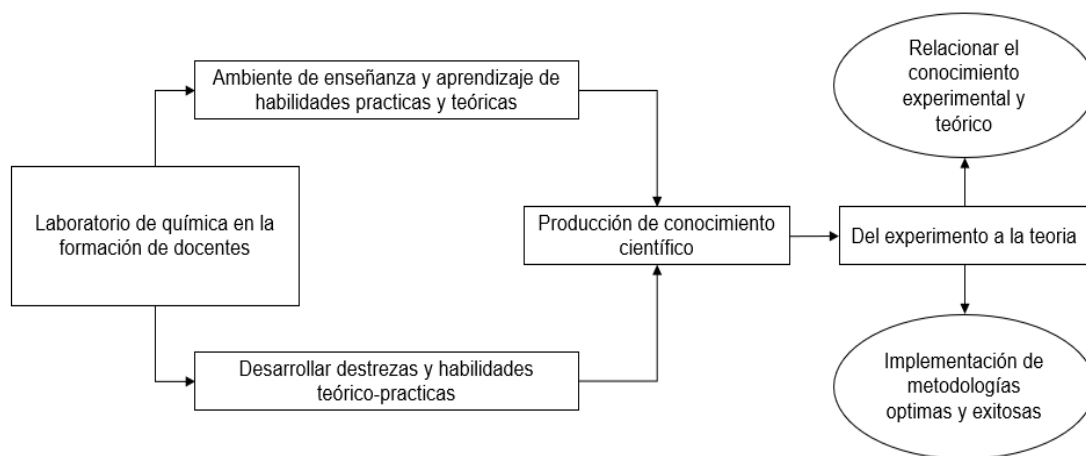 Ambiente de enseñanza y aprendizaje de
habilidades practicas y teóricas
Laboratorio de química en la
formación de docentes
Desarrollar destrezas y habilidades
teórico-practicas
Producción de conocimiento
científico
Del experimento a la teoria
Relacionar el
conocimiento
experimental y
teórico
Implementación de
metodologías
optimas y exitosas